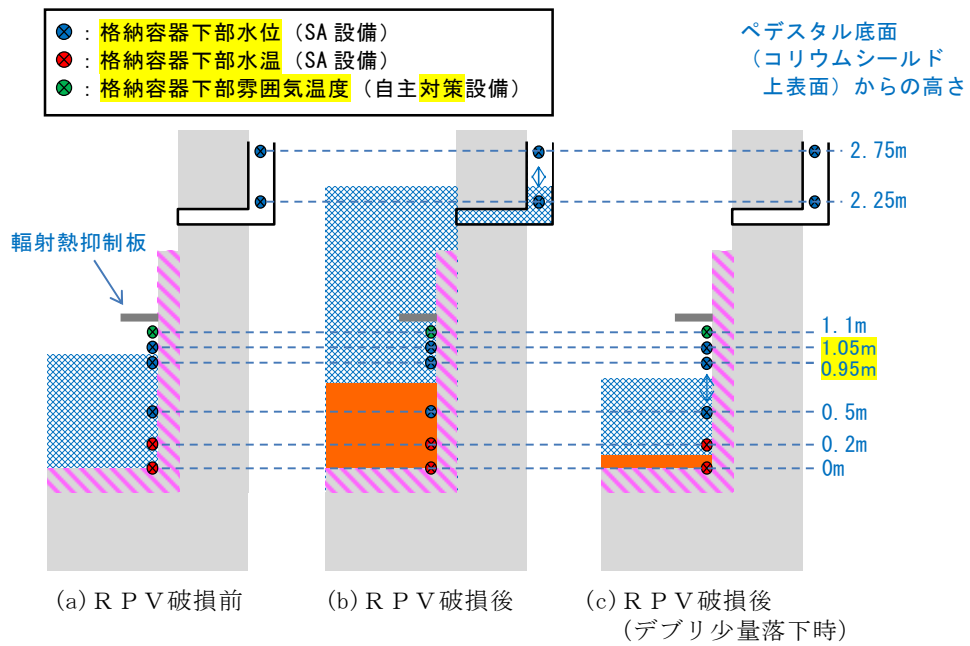 ：格納容器下部水位（SA 設備）
：格納容器下部水温（SA 設備）
：格納容器下部雰囲気温度（自主対策設備）
ペデスタル底面
（コリウムシールド
上表面）からの高さ
2.75m
2.25m
輻射熱抑制板
1.1m
1.05m
0.95m
0.5m
0.2m
0m
(a)ＲＰＶ破損前
(b)ＲＰＶ破損後
(c)ＲＰＶ破損後
（デブリ少量落下時）